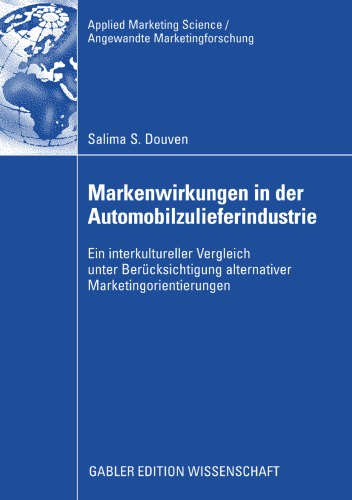 Applied Marketing Science /
Angewandte Marketingforschung
Salima S. Douven
Markenwirkungen in der
Automobilzulieferindustrie
Ein interkultureller Vergleich
unter Berücksichtigung alternativer
Marketingorientierungen
GABLER EDITION WISSENSCHAFT